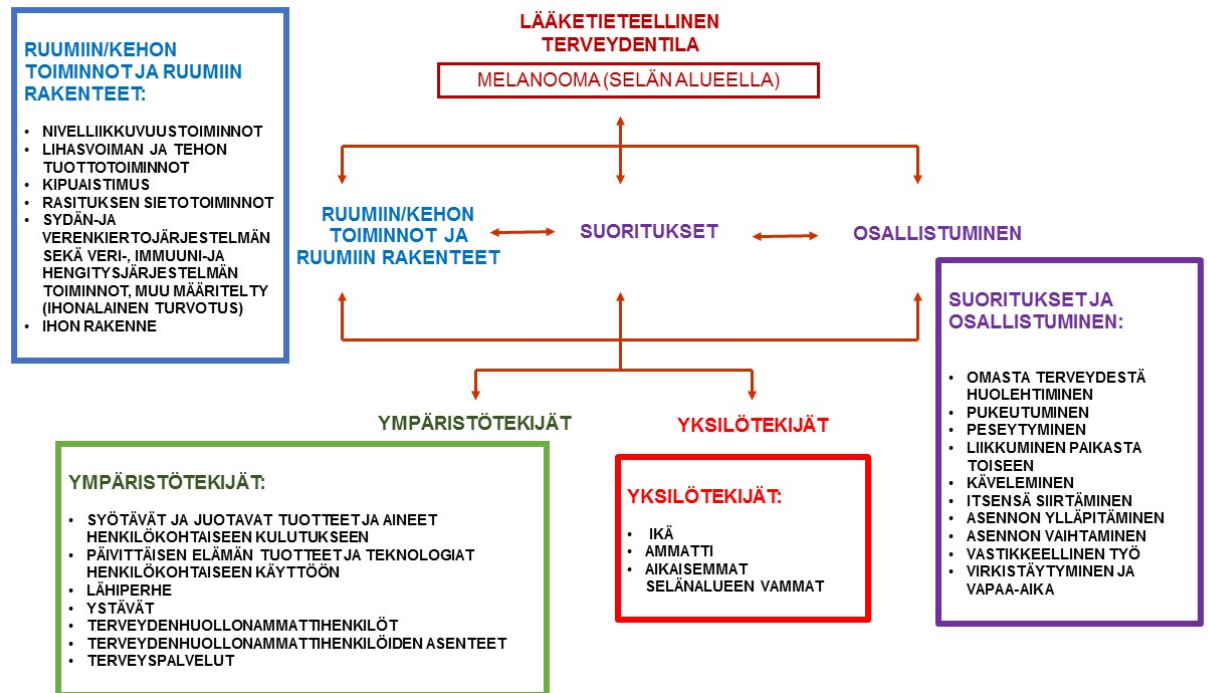 LÄÄKETIETEELLINEN
TERVEYDENTILA
MELANOOMA (SELÄN ALUEELLA)
RUUMIIN/KEHON
TOIMINNOT JA RUUMIIN
RAKENTEET:
• NIVELLIIKKUVUUSTOIMINNOT
• LIHASVOIMAN JA TEHON
TUOTTOTOIMINNOT
• KIPUAISTIMUS
• RASITUKSEN SIETOTOIMINNOT
• SYDÄN-JA
VERENKIERTOJÄRJESTELMÄN
SEKÄ VERI-, IMMUUNI-JA
HENGITYSJÄRJESTELMÄN
TOIMINNOT, MUU MÄÄRITELTY
(IHONALAINEN TURVOTUS)
• IHON RAKENNE
RUUMIIN/KEHON
TOIMINNOT JA
RUUMIIN RAKENTEET
SUORITUKSET
OSALLISTUMINEN
SUORITUKSET JA
OSALLISTUMINEN:
• OMASTA TERVEYDESTÄ
HUOLEHTIMINEN
• PUKEUTUMINEN
• PESEYTYMINEN
• LIIKKUMINEN PAIKASTA
TOISEEN
• KÄVELEMINEN
• ITSENSÄ SIIRTÄMINEN
• ASENNON YLLÄPITÄMINEN
• ASENNON VAIHTAMINEN
• VASTIKKEELLINEN TYÖ
• VIRKISTÄYTYMINEN JA
VAPAA-AIKA
YMPÄRISTÖTEKIJÄT
YKSILÖTEKIJÄT
YMPÄRISTÖTEKIJÄT:
• SYÖTÄVÄT JA JUOTAVAT TUOTTEET JA AINEET
HENKILÖKOHTAISEEN KULUTUKSEEN
• PÄIVITTÄISEN ELÄMÄN TUOTTEET JA TEKNOLOGIAT
HENKILÖKOHTAISEEN KÄYTTÖÖN
• LÄHIPERHE
• YSTÄVÄT
• TERVEYDENHUOLLONAMMATTIHENKILÖT
• TERVEYDENHUOLLONAMMATTIHENKILÖIDEN ASENTEET
• TERVEYSPALVELUT
YKSILÖTEKIJÄT:
• IKÄ
• AMMATTI
• AIKAISEMMAT
SELÄNALUEEN VAMMAT